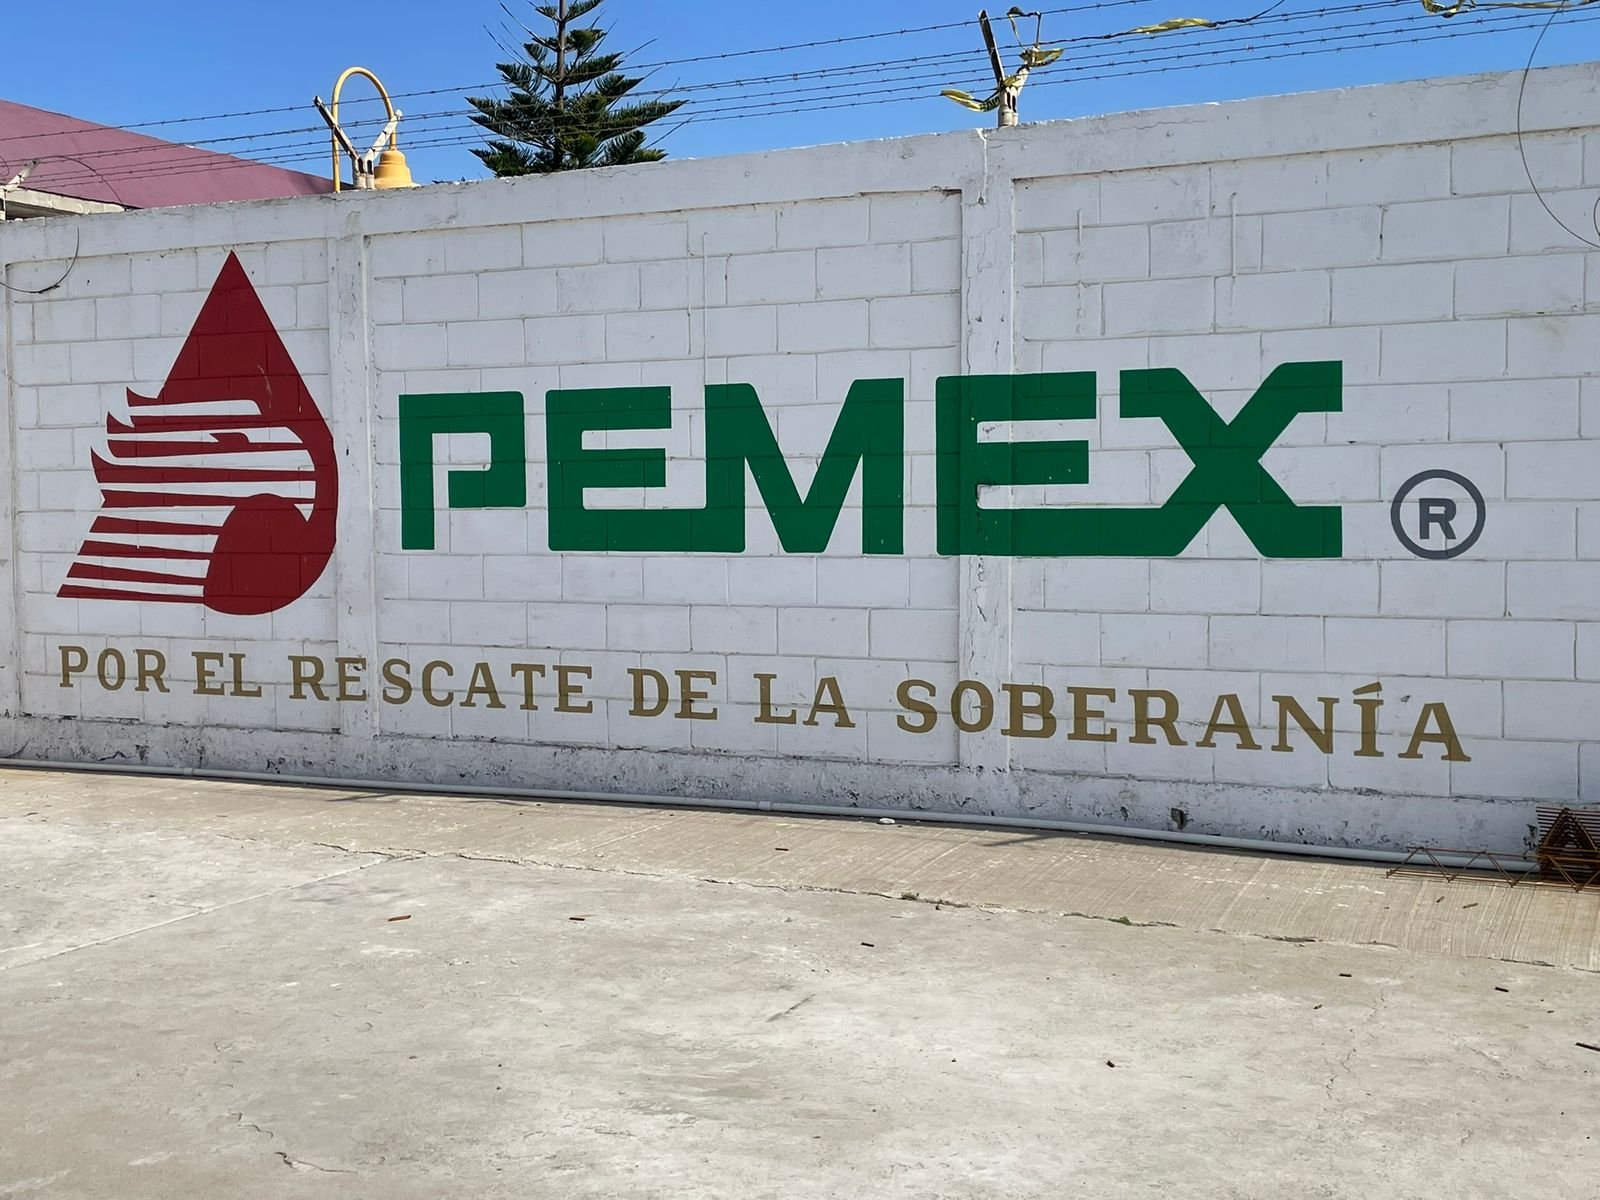 PEMEX ®
POR EL RESCATE DE LA SOBERANÍA